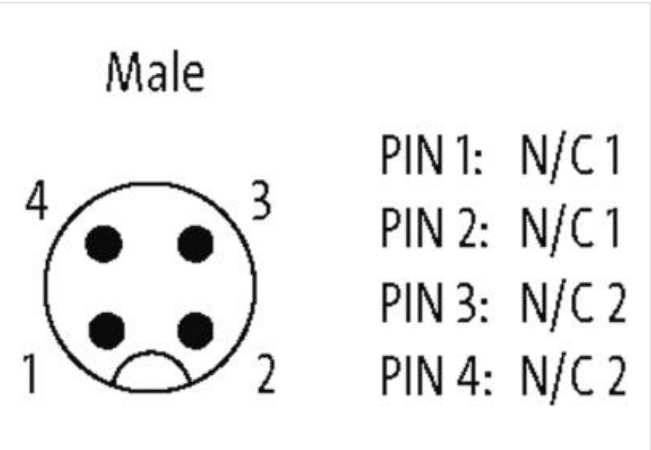 Male
4 3
1 2
PIN 1: N/C 1
PIN 2: N/C 1
PIN 3: N/C 2
PIN 4: N/C 2